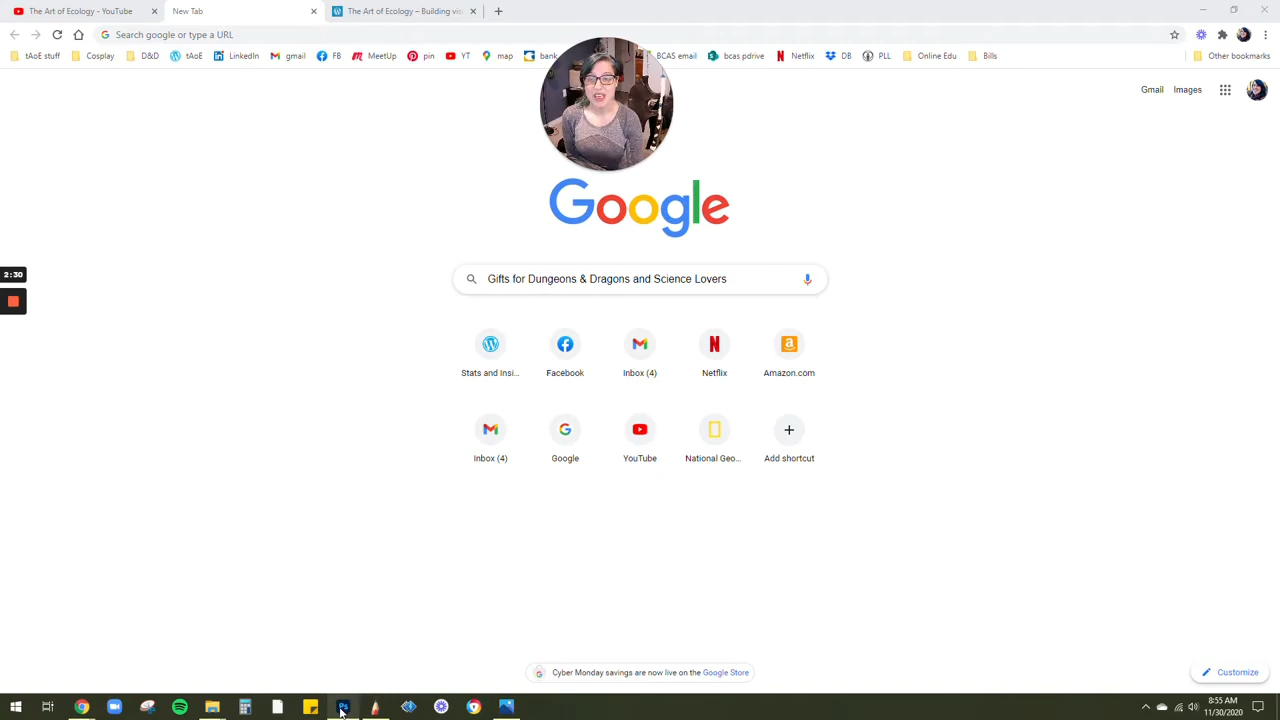 The Art of Ecology - YouTube
New Tab
The Art of Ecology – Building vis
Search google or type a URL
tAoE stuff
Cosplay
D&D
tAoE
LinkedIn
gmail
FB
MeetUp
pin
YT
map
bank
BCAS email
bcas pdrive
Netflix
DB
PLL
Online Edu
Bills
Other bookmarks
Gmail
Images
Google
2:30
Gifts for Dungeons & Dragons and Science Lovers
Stats and Insi...
Facebook
Inbox (4)
Netflix
Amazon.com
Inbox (4)
Google
YouTube
National Geo...
Add shortcut
Cyber Monday savings are now live on the Google Store
Customize
Ps
8:55 AM
11/30/2020